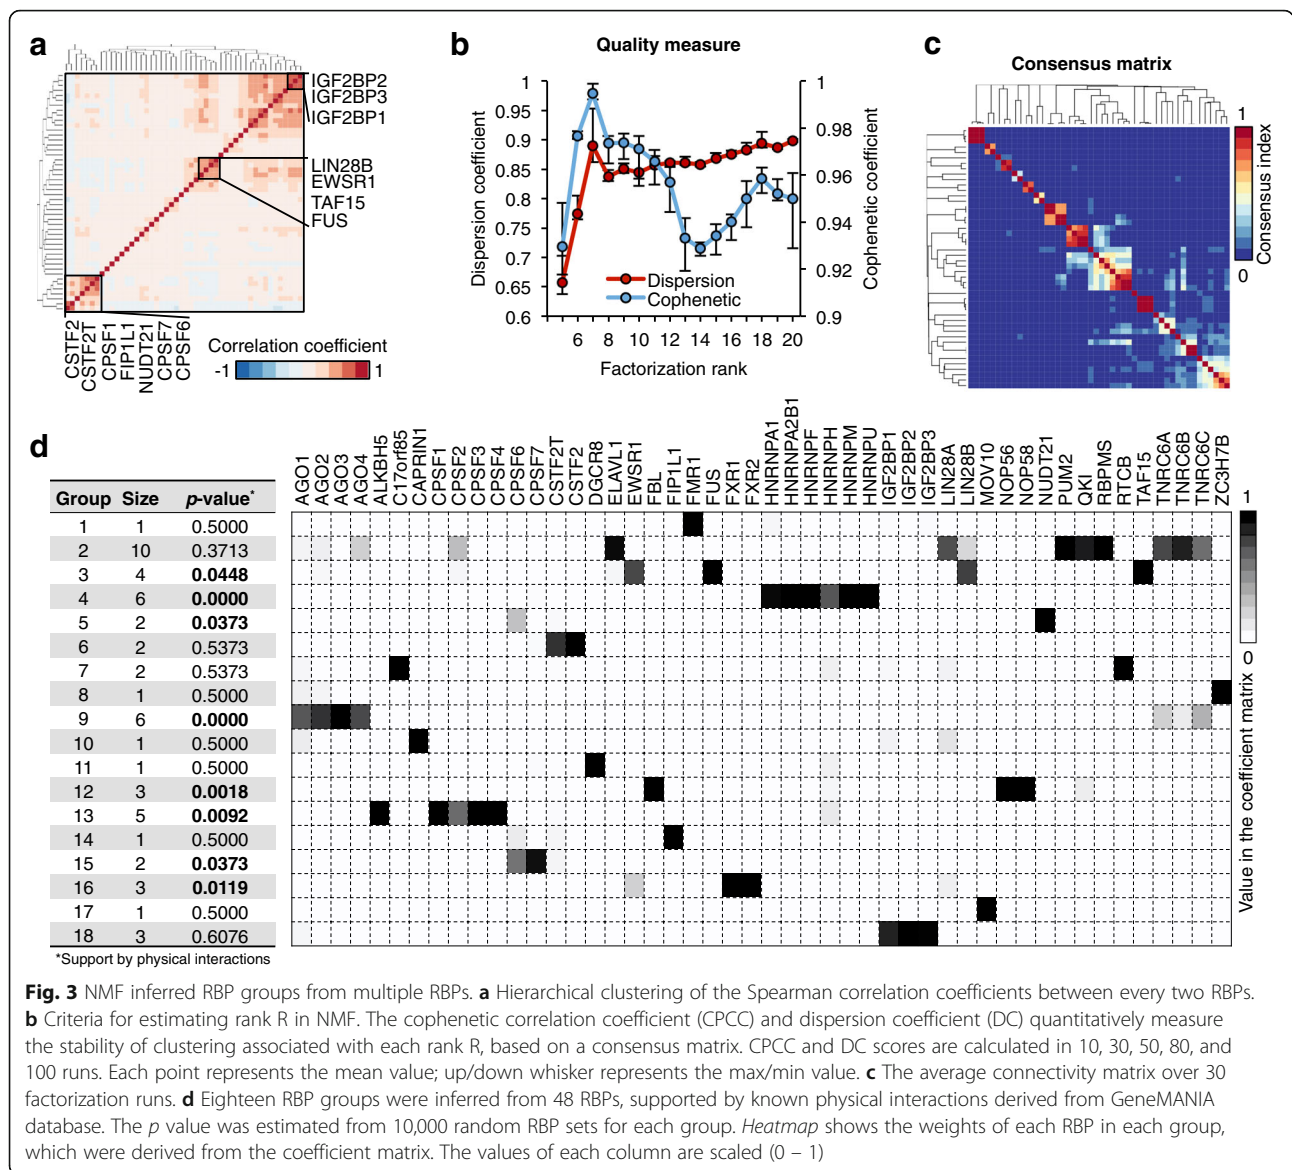 a
IGF2BP2
IGF2BP3
IGF2BP1
LIN28B
EWSR1
TAF15
FUS
CSTF2
CSTF2T
CPSF1
FIP1L1
NUDT21
CPSF7
CPSF6
Correlation coefficient
-1 1
b
Quality measure
Dispersion coefficient
1
0.95
0.9
0.85
0.8
0.75
0.7
0.65
0.6
1
0.98
0.96
0.94
0.92
0.9
Cophenetic coefficient
Dispersion
Cophenetic
6 8 10 12 14 16 18 20
Factorization rank
c
Consensus matrix
1
0
Consensus index
d
AGO1
AGO2
AGO3
AGO4
ALKBH5
C17orf85
CAPRIN1
CPSF1
CPSF2
CPSF3
CPSF4
CPSF6
CPSF7
CSTF2T
CSTF2
DGCR8
ELAVL1
EWSR1
FBL
FIP1L1
FMR1
FUS
FXR1
FXR2
HNRNPA1
HNRNPA2B1
HNRNPF
HNRNPH
HNRNPM
HNRNPU
IGF2BP1
IGF2BP2
IGF2BP3
LIN28A
LIN28B
MOV10
NOP56
NOP58
NUDT21
PUM2
QKI
RBPMS
RTCB
TAF15
TNRC6A
TNRC6B
TNRC6C
ZC3H7B
Group Size p-value*
1 1 0.5000
2 10 0.3713
3 4 0.0448
4 6 0.0000
5 2 0.0373
6 2 0.5373
7 2 0.5373
8 1 0.5000
9 6 0.0000
10 1 0.5000
11 1 0.5000
12 3 0.0018
13 5 0.0092
14 1 0.5000
15 2 0.0373
16 3 0.0119
17 1 0.5000
18 3 0.6076
*Support by physical interactions
1
0
Value in the coefficient matrix
Fig. 3 NMF inferred RBP groups from multiple RBPs. a Hierarchical clustering of the Spearman correlation coefficients between every two RBPs.
b Criteria for estimating rank R in NMF. The cophenetic correlation coefficient (CPCC) and dispersion coefficient (DC) quantitatively measure
the stability of clustering associated with each rank R, based on a consensus matrix. CPCC and DC scores are calculated in 10, 30, 50, 80, and
100 runs. Each point represents the mean value; up/down whisker represents the max/min value. c The average connectivity matrix over 30
factorization runs. d Eighteen RBP groups were inferred from 48 RBPs, supported by known physical interactions derived from GeneMANIA
database. The p value was estimated from 10,000 random RBP sets for each group. Heatmap shows the weights of each RBP in each group,
which were derived from the coefficient matrix. The values of each column are scaled (0 – 1)